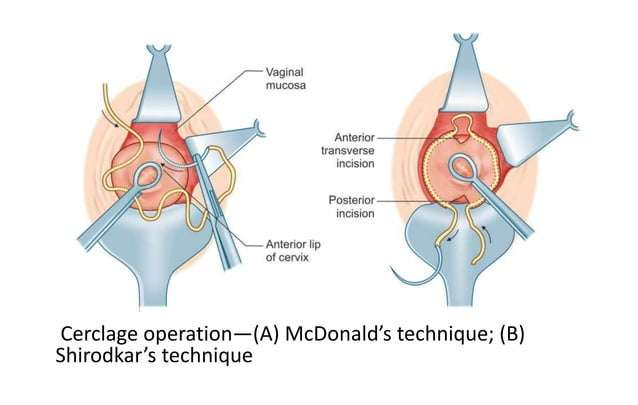 Vaginal
mucosa
Anterior lip
of cervix
Anterior
transverse
incision
Posterior
incision
Cerclage operation—(A) McDonald’s technique; (B)
Shirodkar’s technique